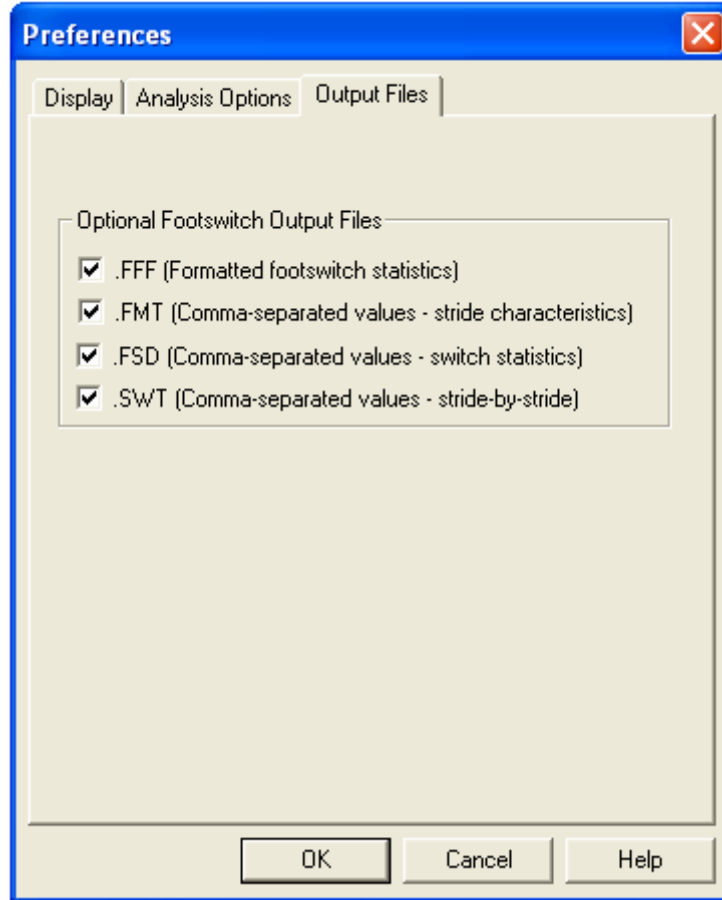 Preferences
Display Analysis Options Output Files
Optional Footswitch Output Files
.FFF (Formatted footswitch statistics)
.FMT (Comma-separated values - stride characteristics)
.FSD (Comma-separated values - switch statistics)
.SWT (Comma-separated values - stride-by-stride)
OK Cancel Help